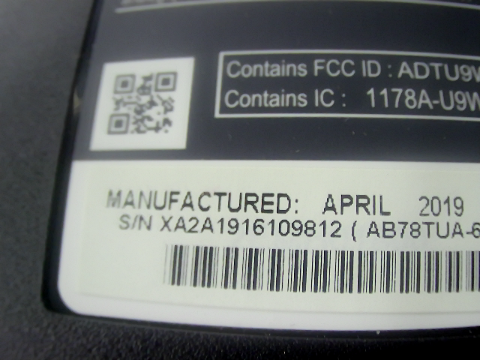 Contains FCC ID : ADTU9W
Contains IC : 1178A-U9W
MANUFACTURED: APRIL 2019
S/N XA2A1916109812 ( AB78TUA-6